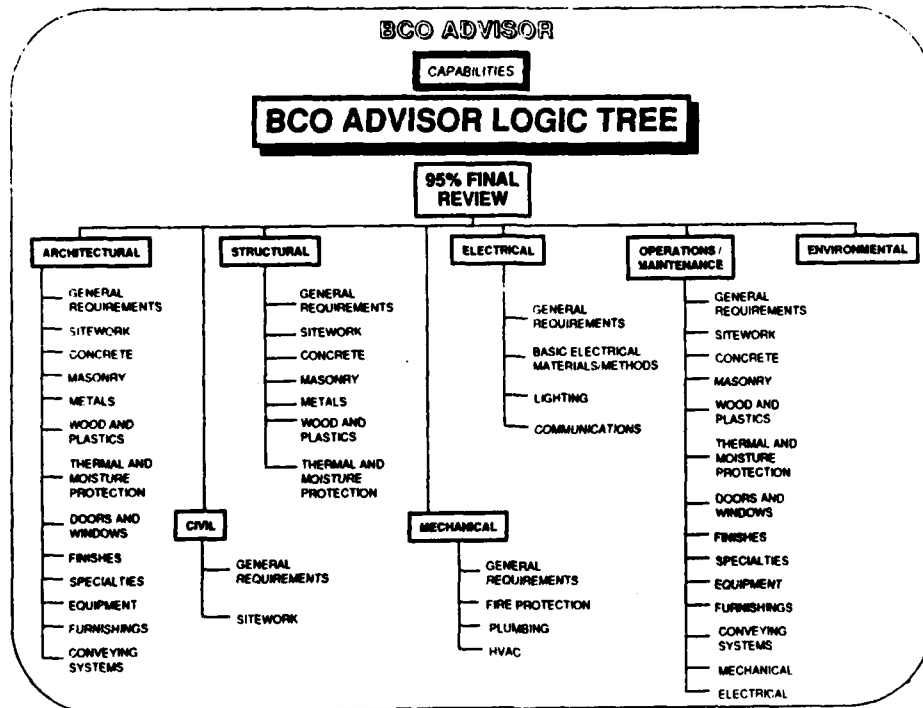 BCO ADVISOR
CAPABILITIES
BCO ADVISOR LOGIC TREE
95% FINAL
REVIEW
ARCHITECTURAL
GENERAL
REQUIREMENTS
SITEWORK
CONCRETE
MASONRY
METALS
WOOD AND
PLASTICS
THERMAL AND
MOISTURE
PROTECTION
DOORS AND
WINDOWS
FINISHES
SPECIALTIES
EQUIPMENT
FURNISHINGS
CONVEYING
SYSTEMS
CIVIL
GENERAL
REQUIREMENTS
SITEWORK
STRUCTURAL
GENERAL
REQUIREMENTS
SITEWORK
CONCRETE
MASONRY
METALS
WOOD AND
PLASTICS
THERMAL AND
MOISTURE
PROTECTION
MECHANICAL
GENERAL
REQUIREMENTS
FIRE PROTECTION
PLUMBING
HVAC
ELECTRICAL
GENERAL
REQUIREMENTS
BASIC ELECTRICAL
MATERIALS/METHODS
LIGHTING
COMMUNICATIONS
OPERATIONS/
MAINTENANCE
GENERAL
REQUIREMENTS
SITEWORK
CONCRETE
MASONRY
WOOD AND
PLASTICS
THERMAL AND
MOISTURE
PROTECTION
DOORS AND
WINDOWS
FINISHES
SPECIALTIES
EQUIPMENT
FURNISHINGS
CONVEYING
SYSTEMS
MECHANICAL
ELECTRICAL
ENVIRONMENTAL